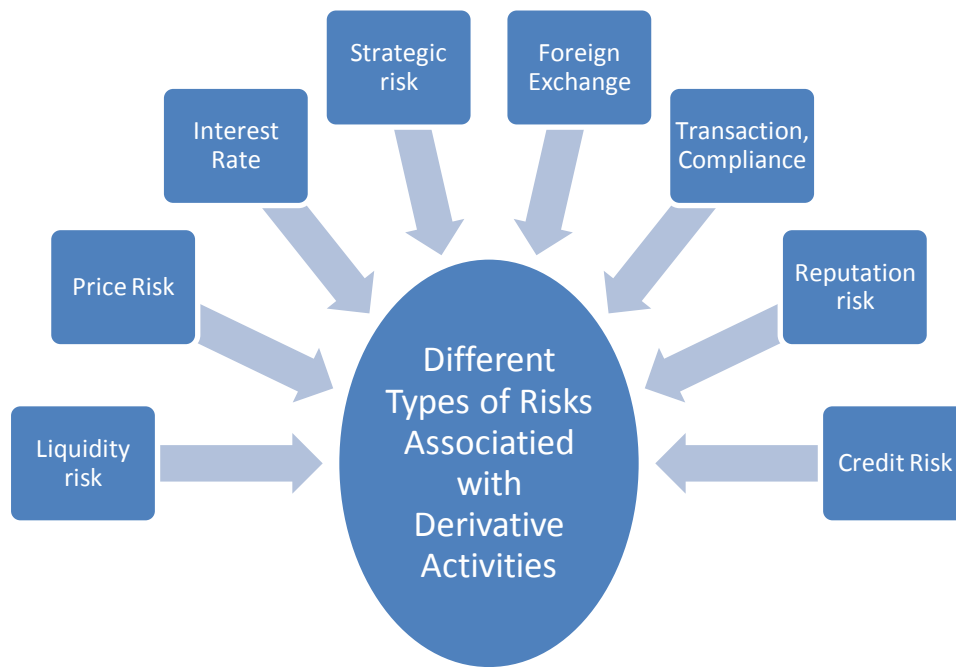 Strategic
risk
Foreign
Exchange
Interest
Rate
Transaction,
Compliance
Price Risk
Reputation
risk
Liquidity
risk
Credit Risk
Different
Types of Risks
Associatied
with
Derivative
Activities